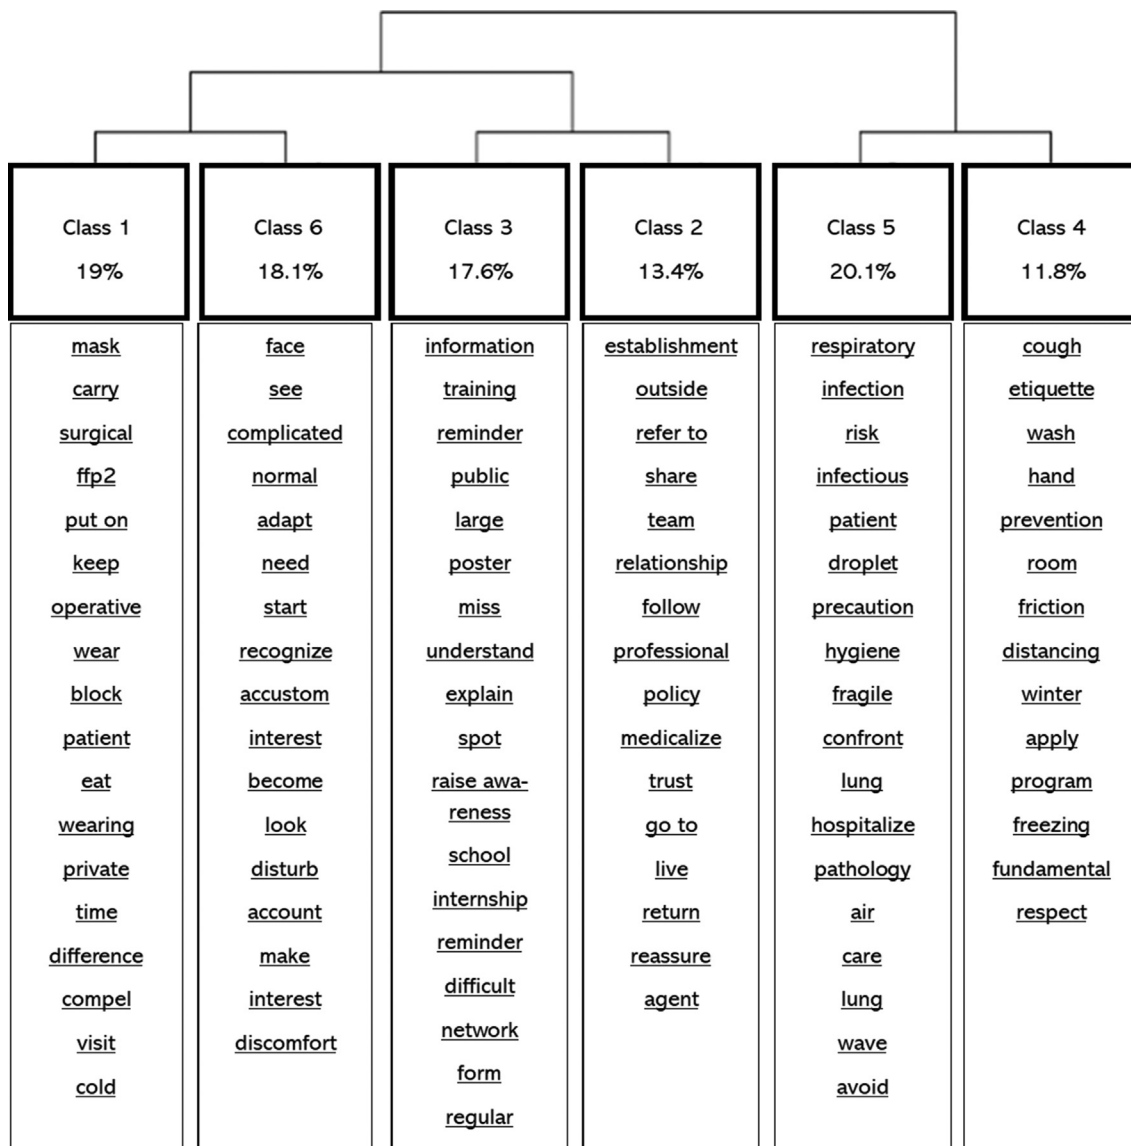 Class 1
19%
Class 6
18.1%
Class 3
17.6%
Class 2
13.4%
Class 5
20.1%
Class 4
11.8%
mask
carry
surgical
ffp2
put on
keep
operative
wear
block
patient
eat
wearing
private
time
difference
compel
visit
cold
face
see
complicated
normal
adapt
need
start
recognize
accustom
interest
become
look
disturb
account
make
interest
discomfort
information
training
reminder
public
large
poster
miss
understand
explain
spot
raise awa-
reness
school
internship
reminder
difficult
network
form
regular
establishment
outside
refer to
share
team
relationship
follow
professional
policy
medicalize
trust
go to
live
return
reassure
agent
respiratory
infection
risk
infectious
patient
droplet
precaution
hygiene
fragile
confront
lung
hospitalize
pathology
air
care
lung
wave
avoid
cough
etiquette
wash
hand
prevention
room
friction
distancing
winter
apply
program
freezing
fundamental
respect